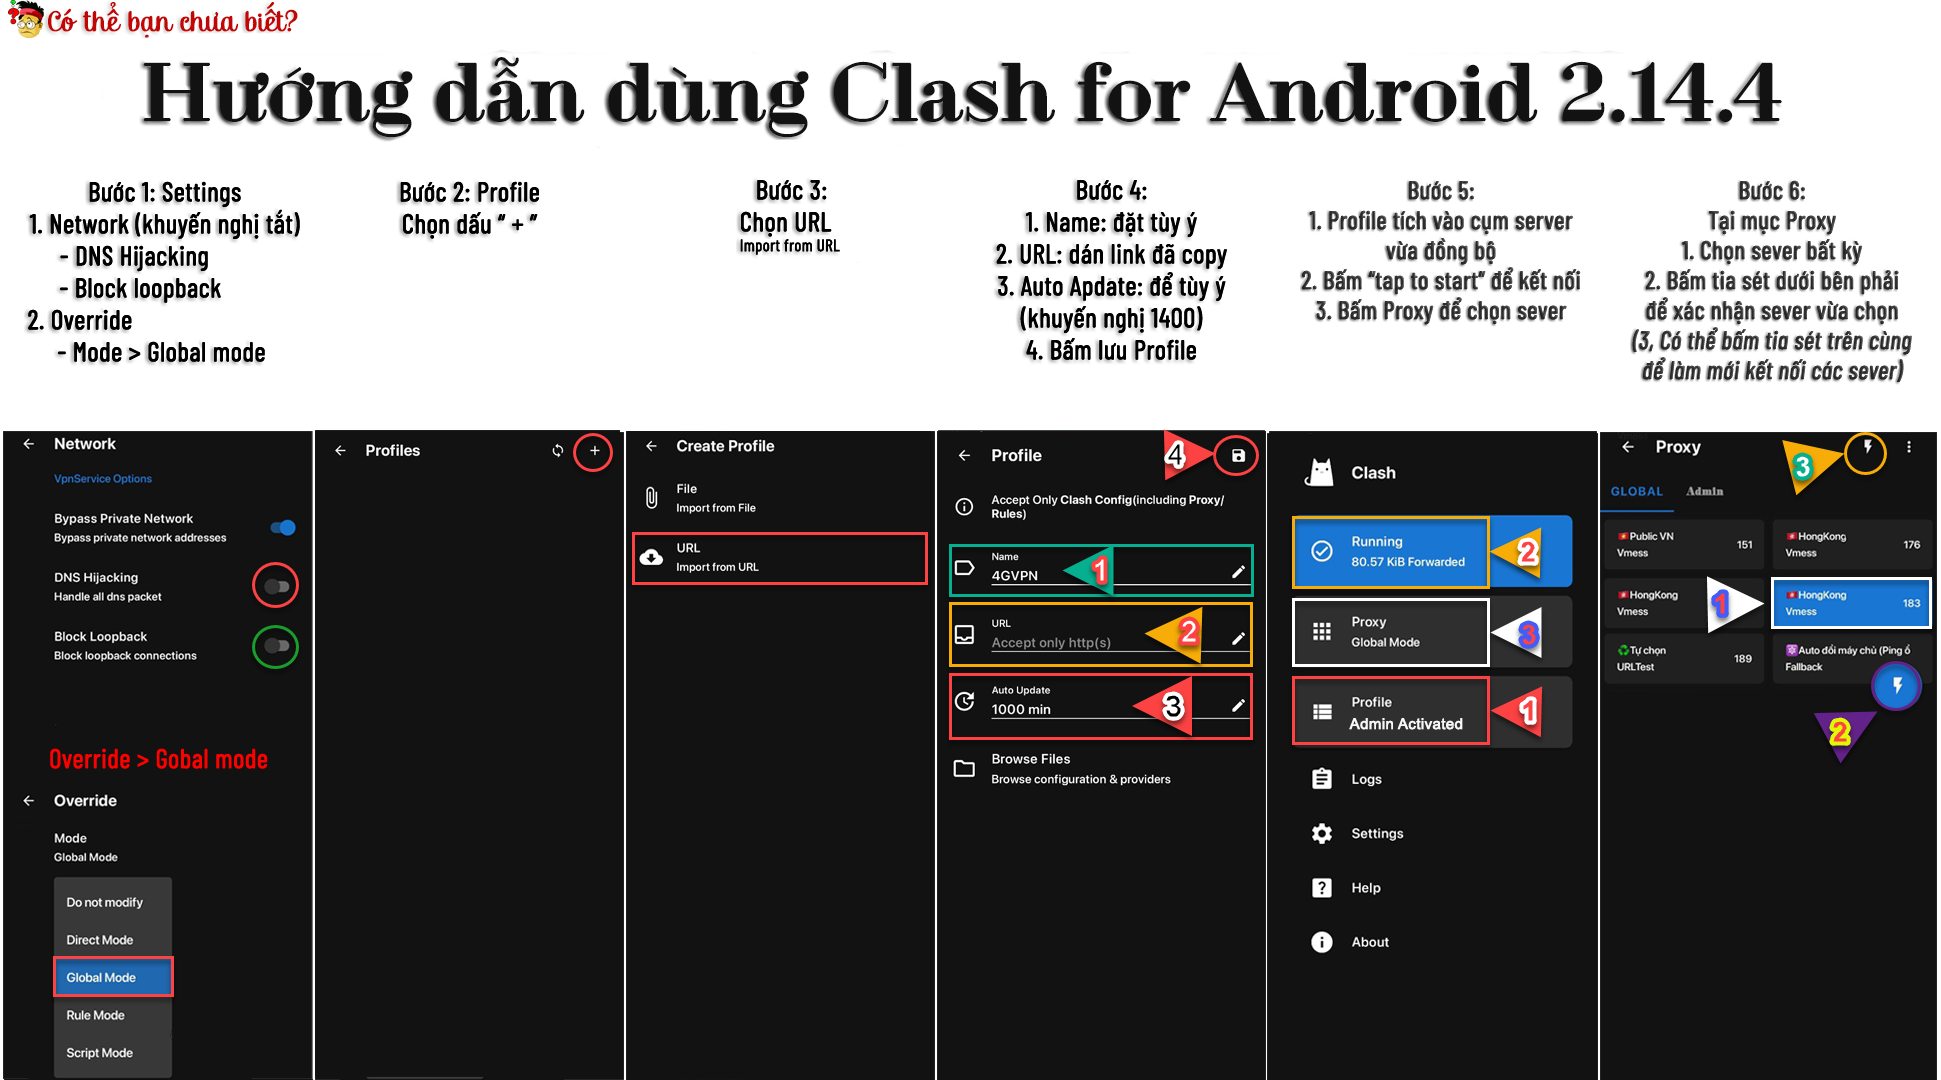 Có thể bạn chưa biết?
Hướng dẫn dùng Clash for Android 2.14.4
Bước 1: Settings
1. Network (khuyến nghị tắt)
- DNS Hijacking
- Block loopback
2. Override
- Mode > Global mode
Bước 2: Profile
Chọn dấu “ + ”
Bước 3:
Chọn URL
Import from URL
Bước 4:
1. Name: đặt tùy ý
2. URL: dán link đã copy
3. Auto Apdate: để tùy ý
(khuyến nghị 1400)
4. Bấm lưu Profile
Bước 5:
1. Profile tích vào cụm server
vừa đồng bộ
2. Bấm “tap to start” để kết nối
3. Bấm Proxy để chọn sever
Bước 6:
Tại mục Proxy
1. Chọn sever bất kỳ
2. Bấm tia sét dưới bên phải
để xác nhận sever vừa chọn
(3, Có thể bấm tia sét trên cùng
để làm mới kết nối các sever)
Network
VpnService Options
Bypass Private Network
Bypass private network addresses
DNS Hijacking
Handle all dns packet
Block Loopback
Block loopback connections
Override > Gobal mode
Override
Mode
Global Mode
Do not modify
Direct Mode
Global Mode
Rule Mode
Script Mode
Profiles
Create Profile
File
Import from File
URL
Import from URL
Profile
4
Accept Only Clash Config(including Proxy/
Rules)
Name
4GVPN
1
URL
Accept only http(s)
2
Auto Update
1000 min
3
Browse Files
Browse configuration & providers
Clash
Running
80.57 KiB Forwarded
2
Proxy
Global Mode
3
Profile
Admin Activated
1
Logs
Settings
Help
About
Proxy
3
GLOBAL Admin
Public VN
Vmess 151
HongKong
Vmess 176
HongKong
Vmess
1
HongKong
Vmess 183
Tự chọn
URLTest 189
Auto đổi máy chủ (Ping ổ
Fallback
2